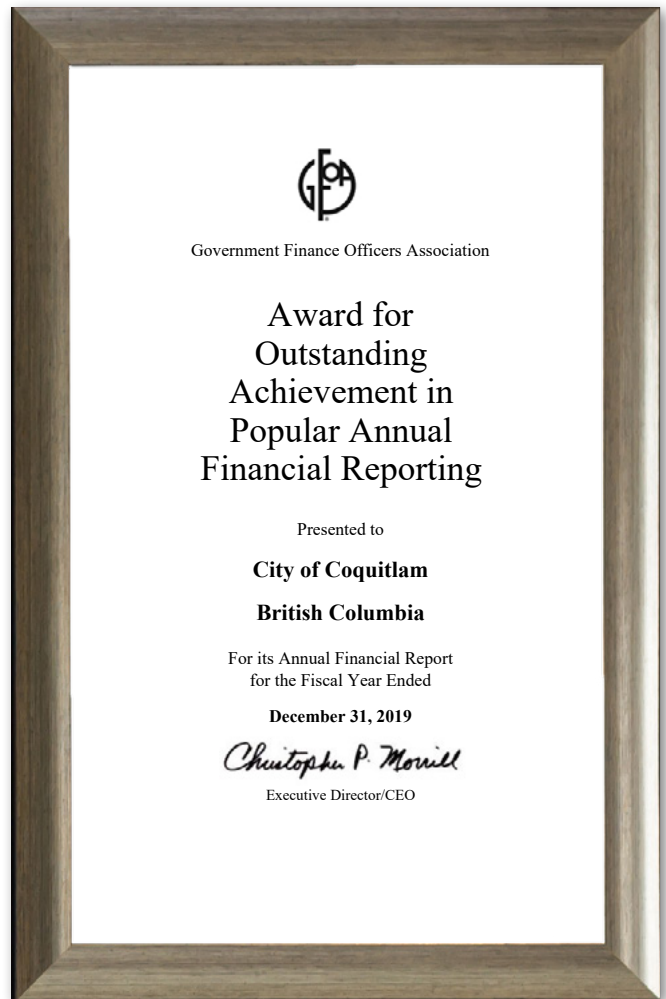 GFOA
Government Finance Officers Association
Award for
Outstanding
Achievement in
Popular Annual
Financial Reporting
Presented to
City of Coquitlam
British Columbia
For its Annual Financial Report
for the Fiscal Year Ended
December 31, 2019
Christopher P. Morrill
Executive Director/CEO